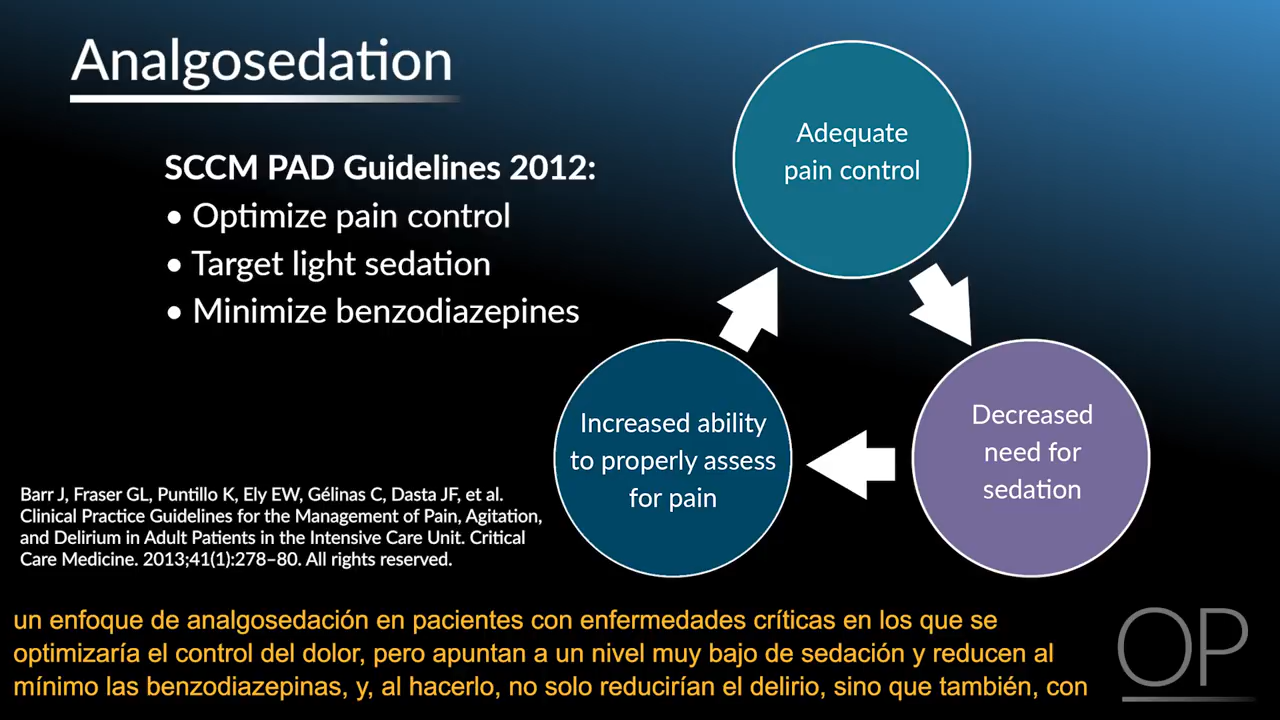 Analgosedation
SCCM PAD Guidelines 2012:
• Optimize pain control
• Target light sedation
• Minimize benzodiazepines
Adequate
pain control
Decreased
need for
sedation
Increased ability
to properly assess
for pain
Barr J, Fraser GL, Puntillo K, Ely EW, Gélinas C, Dasta JF, et al.
Clinical Practice Guidelines for the Management of Pain, Agitation,
and Delirium in Adult Patients in the Intensive Care Unit. Critical
Care Medicine. 2013;41(1):278–80. All rights reserved.
un enfoque de analgosedación en pacientes con enfermedades críticas en los que se
optimizaría el control del dolor, pero apuntan a un nivel muy bajo de sedación y reducen al
mínimo las benzodiazepinas, y, al hacerlo, no solo reducirían el delirio, sino que también, con
OP